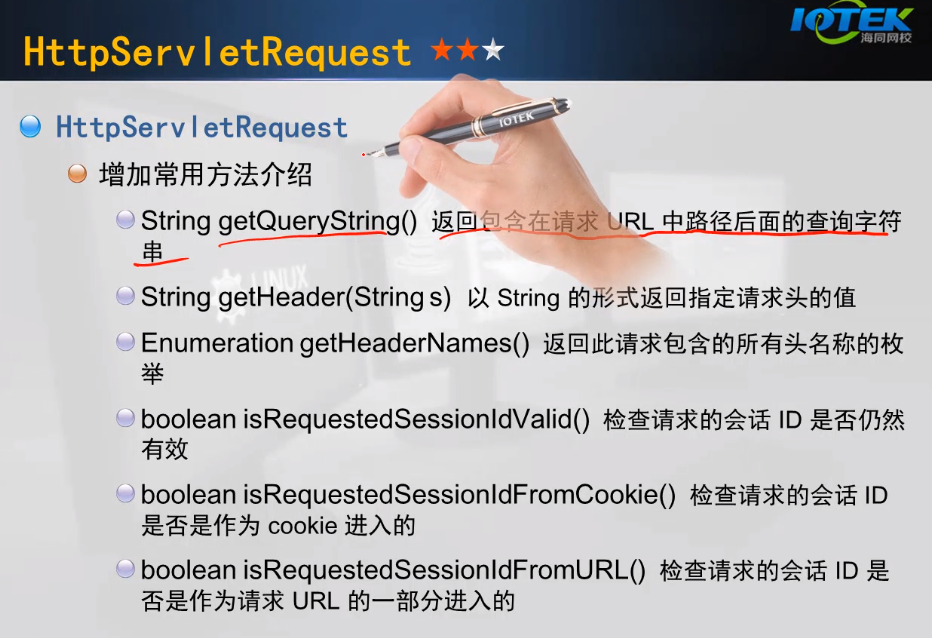 HttpServletRequest
IOTEK
海同网校
HttpServletRequest
IOTEK
增加常用方法介绍
String getQueryString() 返回包含在请求 URL 中路径后面的查询字符
串
LINUX
String getHeader(String s) 以 String 的形式返回指定请求头的值
Enumeration getHeaderNames() 返回此请求包含的所有头名称的枚
举
boolean isRequestedSessionIdValid() 检查请求的会话 ID 是否仍然
有效
boolean isRequestedSessionIdFromCookie() 检查请求的会话 ID
是否是作为 cookie 进入的
boolean isRequestedSessionIdFromURL() 检查请求的会话 ID 是
否是作为请求 URL 的一部分进入的